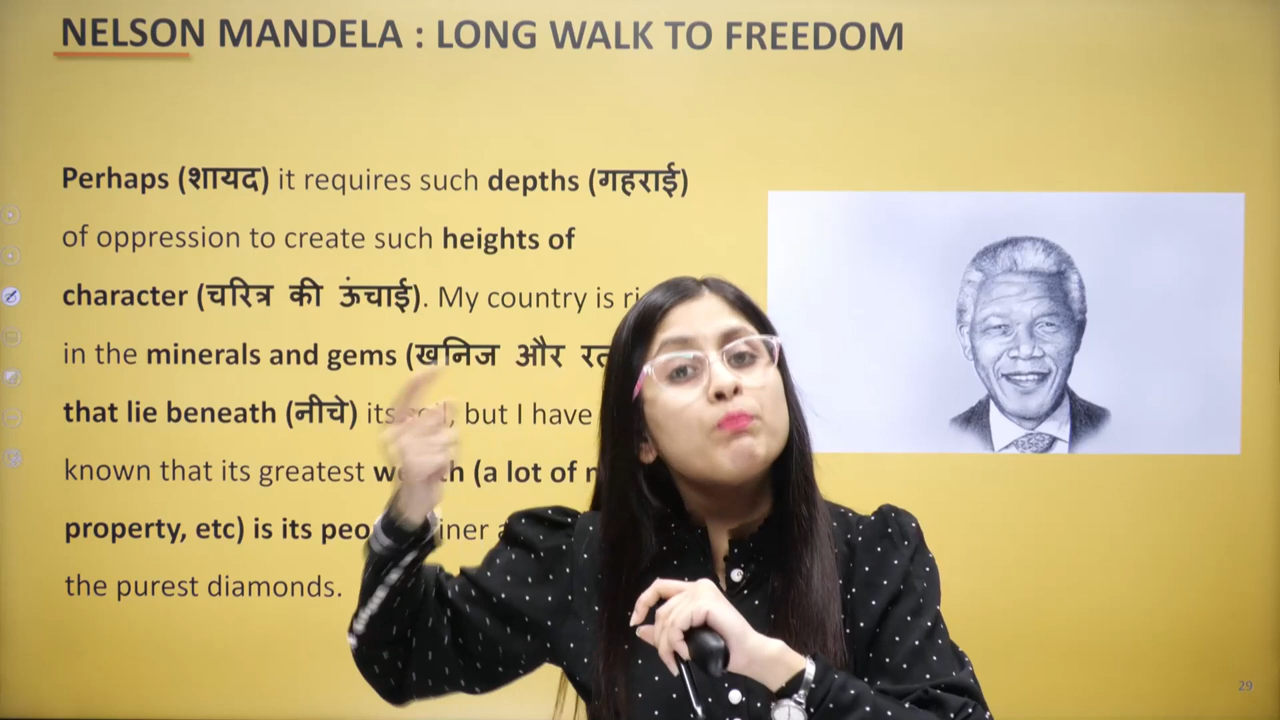 NELSON MANDELA : LONG WALK TO FREEDOM
Perhaps (शायद) it requires such depths (गहराई)
of oppression to create such heights of
character (चरित्र की ऊंचाई). My country is
in the minerals and gems (खनिज और
that lie beneath (नीचे) its but I have
known that its greatest (a lot of
property, etc) is its
the purest diamonds.
29